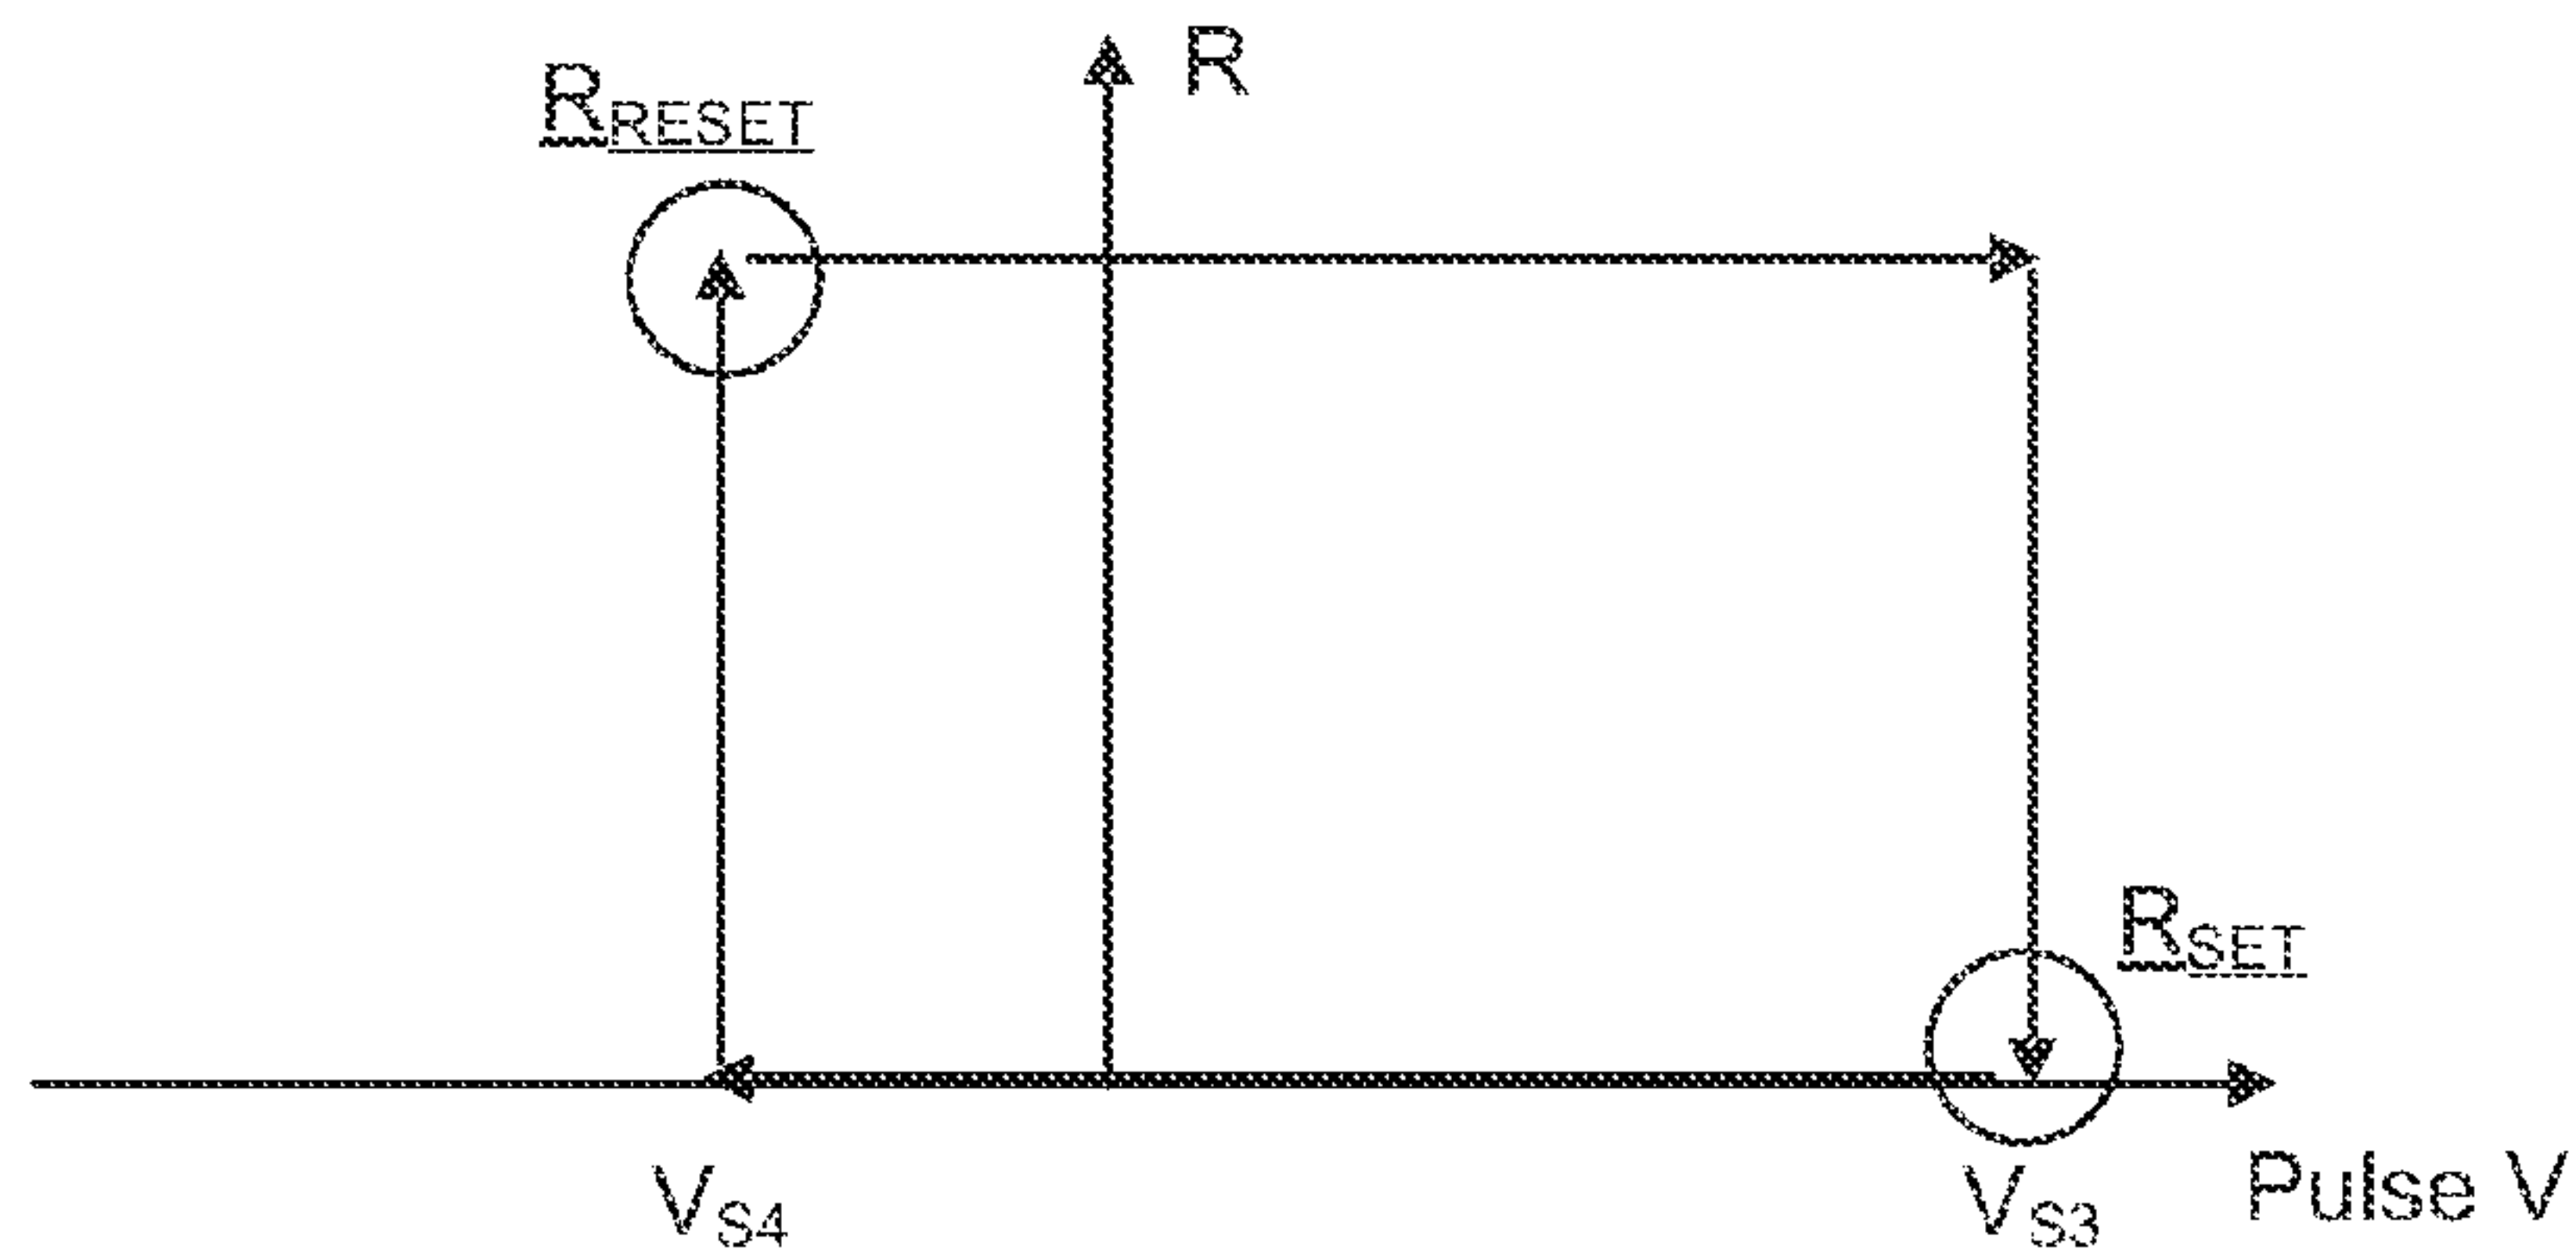 R
RRESET
RSET
VS4
VS3
Pulse V